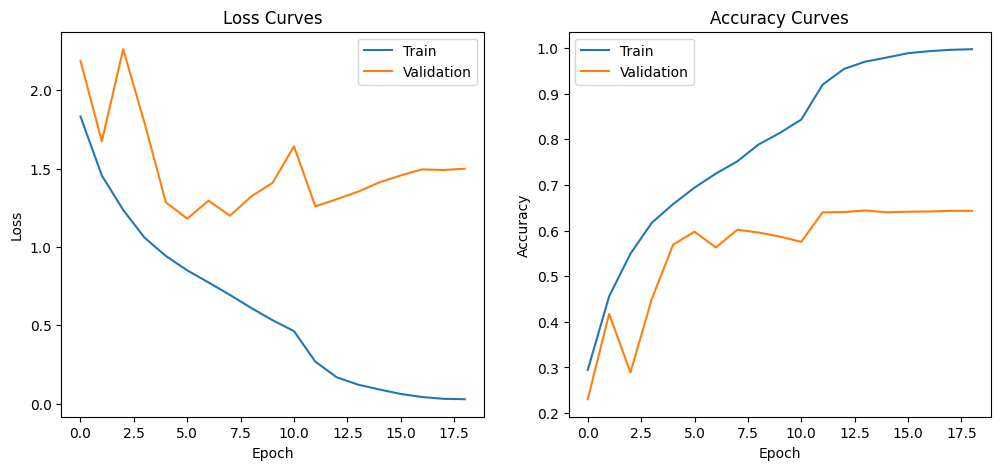 Loss Curves
Train
Validation
2.0
1.5
1.0
0.5
0.0
Loss
0.0 2.5 5.0 7.5 10.0 12.5 15.0 17.5
Epoch
Accuracy Curves
Train
Validation
1.0
0.9
0.8
0.7
0.6
0.5
0.4
0.3
0.2
Accuracy
0.0 2.5 5.0 7.5 10.0 12.5 15.0 17.5
Epoch